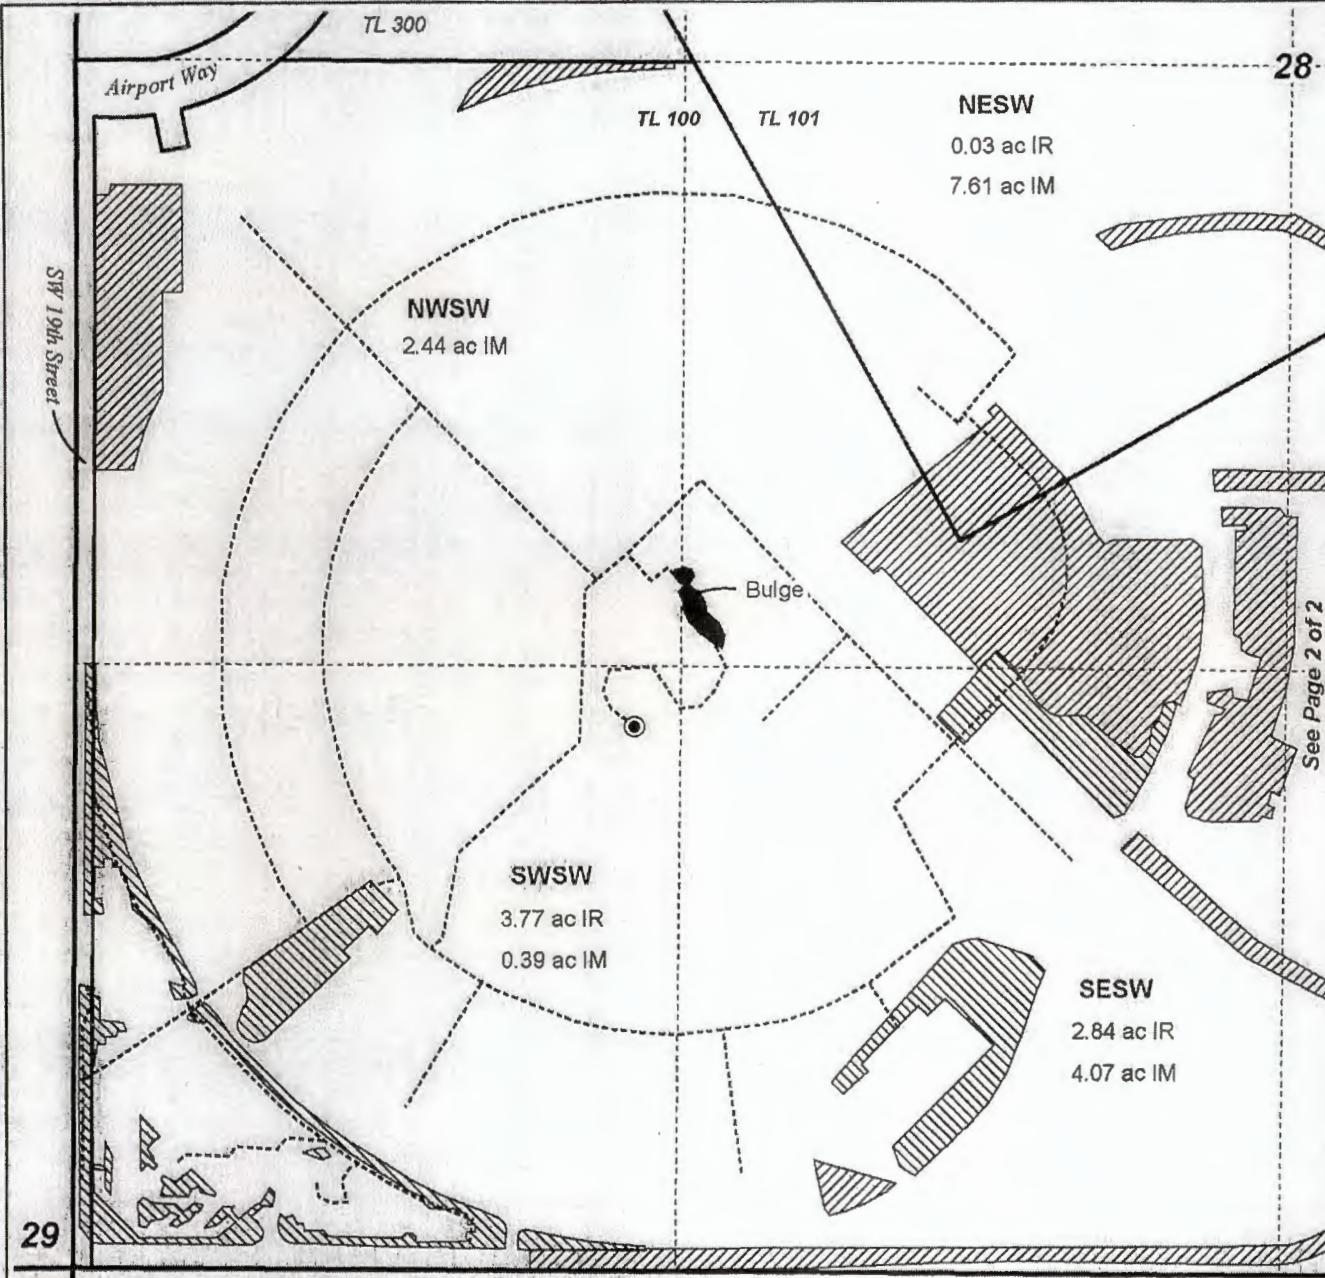 TL 300
28
Airport Way
NESW
TL 100
TL 101
0.03 ac IR
7.61 ac IM
SW 19th Street
NWSW
2.44 ac IM
Bulge
See Page 2 of 2
SWSW
3.77 ac IR
0.39 ac IM
SESW
2.84 ac IR
4.07 ac IM
29